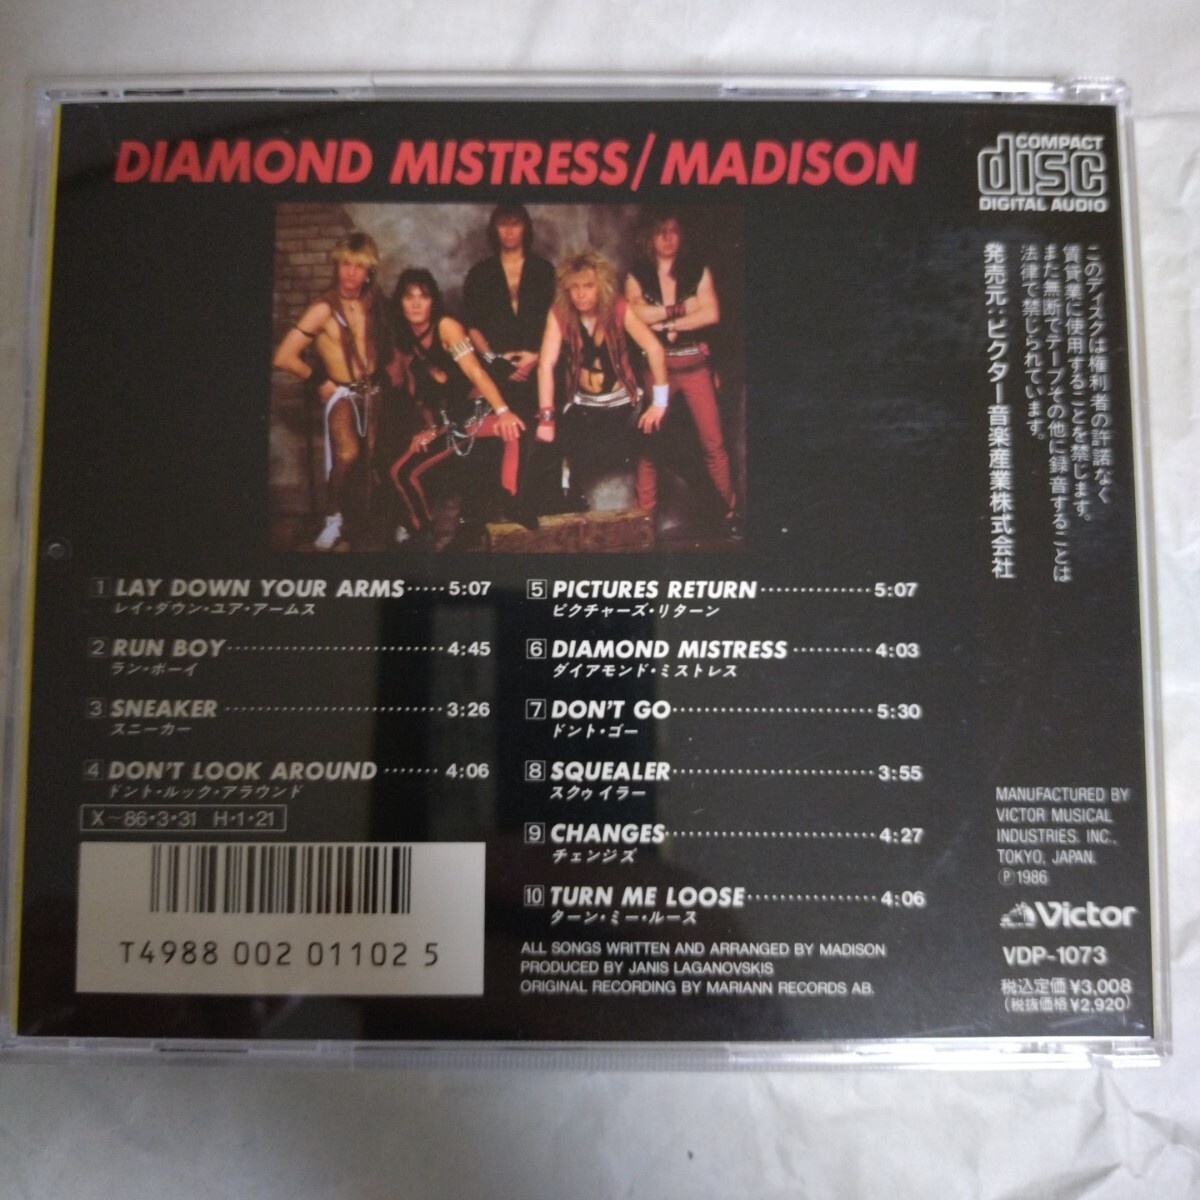 DIAMOND MISTRESS/MADISON
COMPACT
disc
DIGITAL AUDIO
このディスクは権利者の許諾なく
賃貸業に使用することを禁じます。
また無断でテープその他に録音することは
法律で禁じられています。
発売元:ビクター音楽産業株式会社
1 LAY DOWN YOUR ARMS·····5:07
レイ・ダウン・ユア・アームス
2 RUN BOY····························4:45
ラン・ボーイ
3 SNEAKER····························3:26
スニーカー
4 DON'T LOOK AROUND·······4:06
ドント・ルック・アラウンド
X〜86·3·31 H·1·21
T4988 002 01102 5
5 PICTURES RETURN··············5:07
ピクチャーズ・リターン
6 DIAMOND MISTRESS··········4:03
ダイアモンド・ミストレス
7 DON'T GO·························5:30
ドント・ゴー
8 SQUEALER·························3:55
スクゥイラー
9 CHANGES··························4:27
チェンジズ
10 TURN ME LOOSE················4:06
ターン・ミー・ルース
ALL SONGS WRITTEN AND ARRANGED BY MADISON
PRODUCED BY JANIS LAGANOVSKIS
ORIGINAL RECORDING BY MARIANN RECORDS AB.
MANUFACTURED BY
VICTOR MUSICAL
INDUSTRIES. INC.,
TOKYO, JAPAN.
Ⓟ1986
Victor
VDP-1073
税込定価¥3,008
(税抜価格¥2,920)